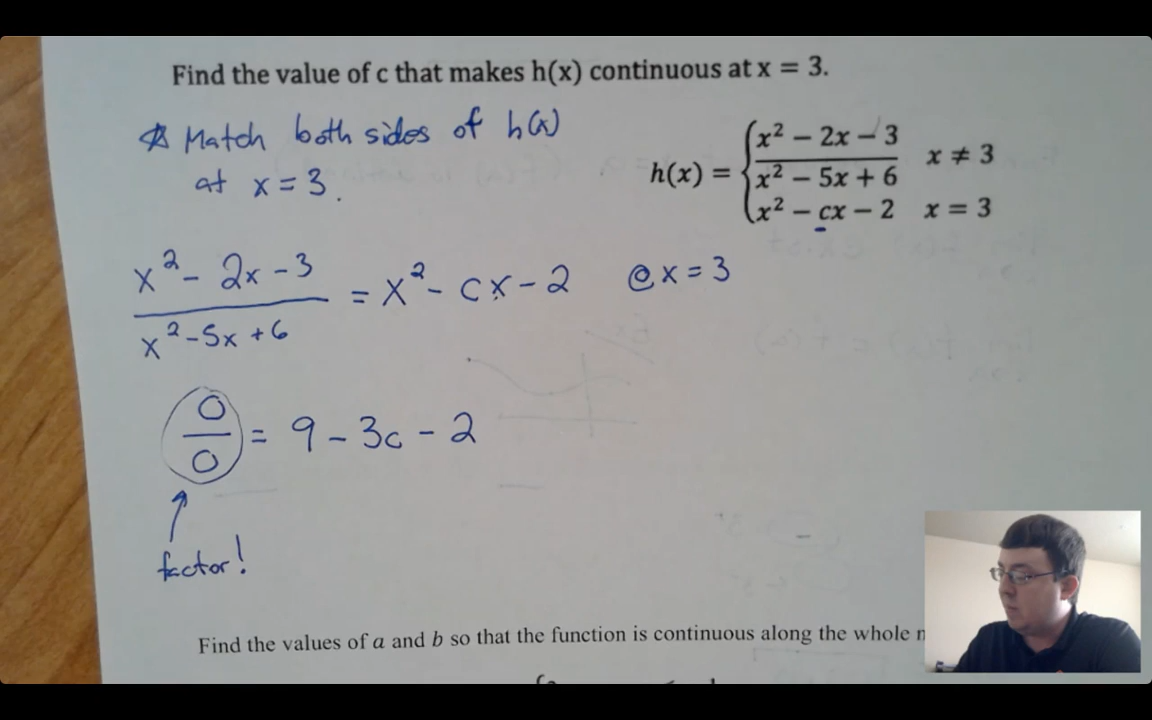 Find the value of c that makes h(x) continuous at x = 3.
☆ Match both sides of h(x)
at x = 3.
h(x) = { x² − 2x − 3
x² − 5x + 6
x ≠ 3
x² − cx − 2 x = 3
x² - 2x - 3
x² - 5x + 6
= x² - cx - 2 @ x = 3
0
0
= 9 - 3c - 2
factor!
Find the values of a and b so that the function is continuous along the whole